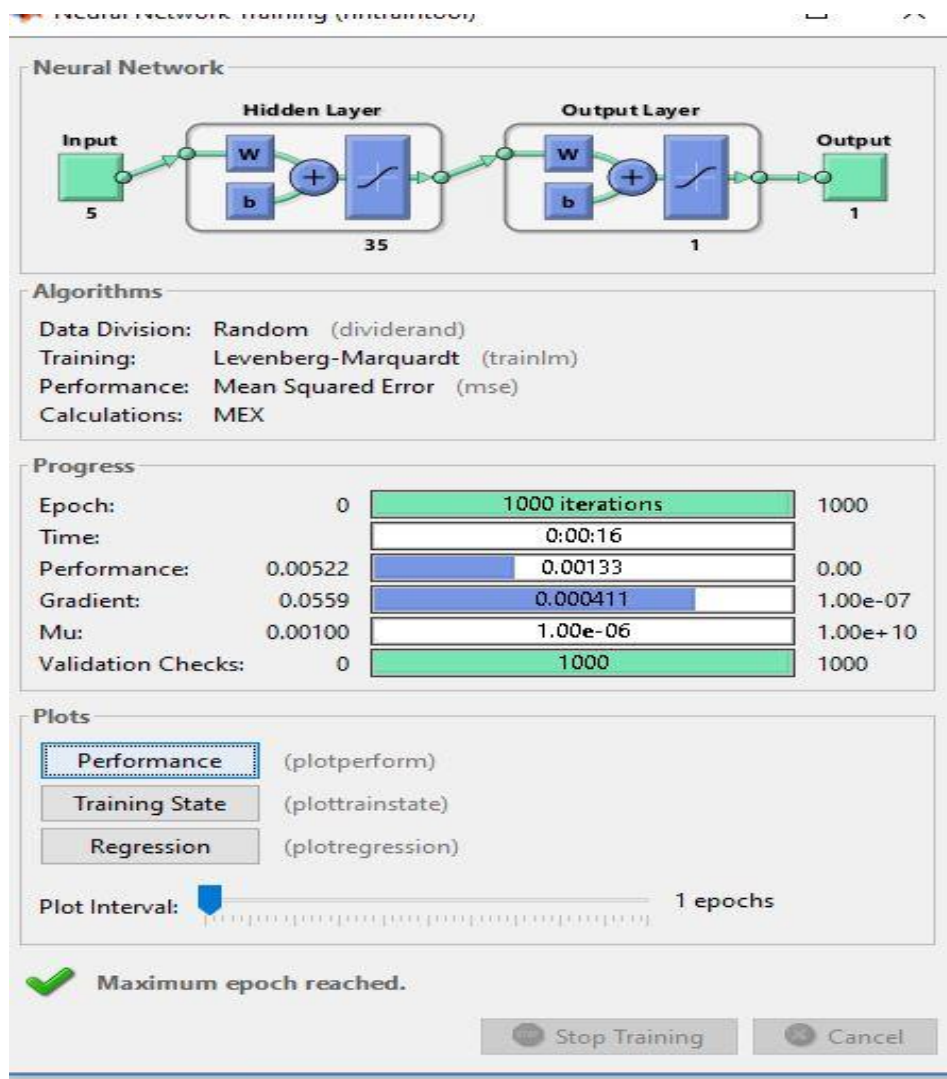 Neural Network Training (nntraintool)
Neural Network
Hidden Layer Output Layer
Input Output
W W
b b
5 1
35 1
Algorithms
Data Division: Random (dividerand)
Training: Levenberg-Marquardt (trainlm)
Performance: Mean Squared Error (mse)
Calculations: MEX
Progress
Epoch: 0 1000 iterations 1000
Time: 0:00:16
Performance: 0.00522 0.00133 0.00
Gradient: 0.0559 0.000411 1.00e-07
Mu: 0.00100 1.00e-06 1.00e+10
Validation Checks: 0 1000 1000
Plots
Performance (plotperform)
Training State (plottrainstate)
Regression (plotregression)
Plot Interval: 1 epochs
Maximum epoch reached.
Stop Training Cancel